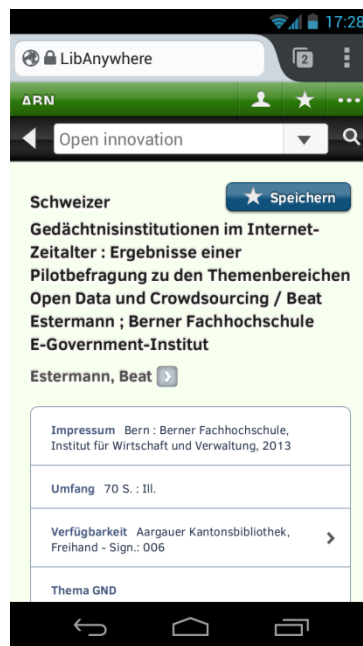 17:28
LibAnywhere
2
ABN
Open innovation
Speichern
Schweizer
Gedächtnisinstitutionen im Internet-
Zeitalter : Ergebnisse einer
Pilotbefragung zu den Themenbereichen
Open Data und Crowdsourcing / Beat
Estermann ; Berner Fachhochschule
E-Government-Institut
Estermann, Beat
Impressum Bern : Berner Fachhochschule,
Institut für Wirtschaft und Verwaltung, 2013
Umfang 70 S. : Ill.
Verfügbarkeit Aargauer Kantonsbibliothek,
Freihand - Sign.: 006
Thema GND